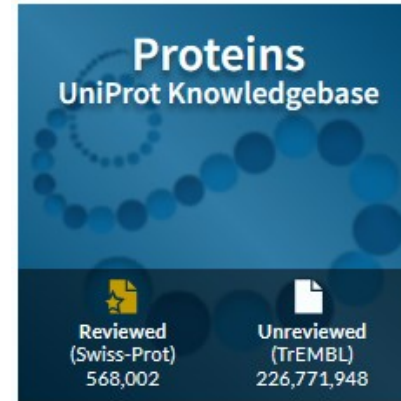 Proteins
UniProt Knowledgebase
Reviewed
(Swiss-Prot)
568,002
Unreviewed
(TrEMBL)
226,771,948